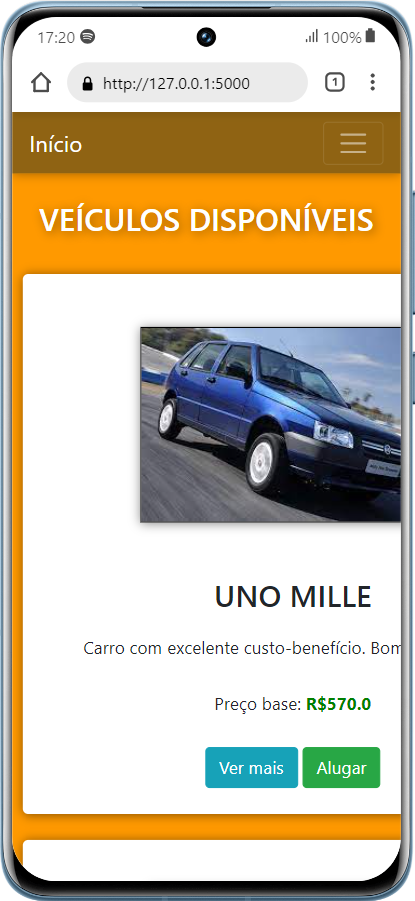 17:20
100%
http://127.0.0.1:5000
1
Início
VEÍCULOS DISPONÍVEIS
UNO MILLE
Carro com excelente custo-benefício. Bom
Preço base: R$570.0
Ver mais
Alugar